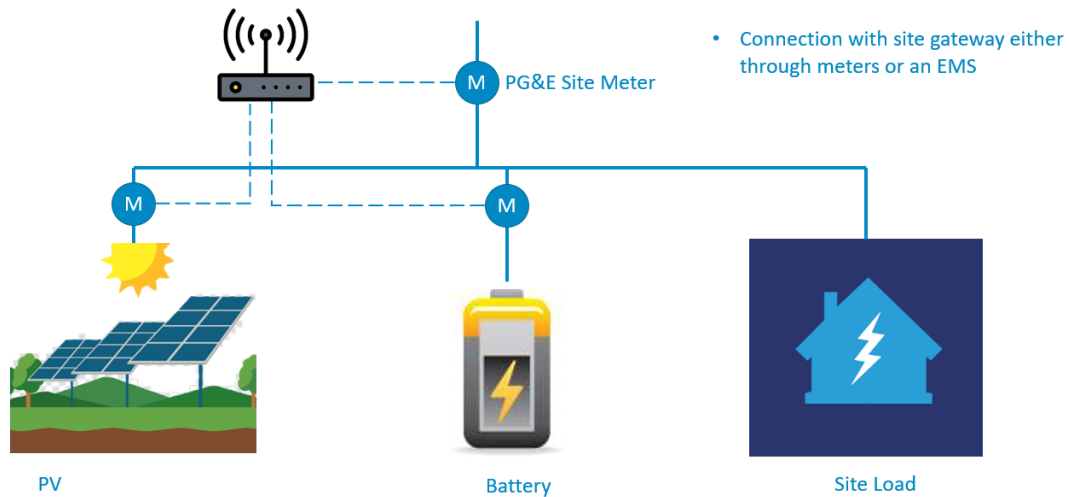 • Connection with site gateway either
through meters or an EMS
M PG&E Site Meter
M
M
PV
Battery
Site Load